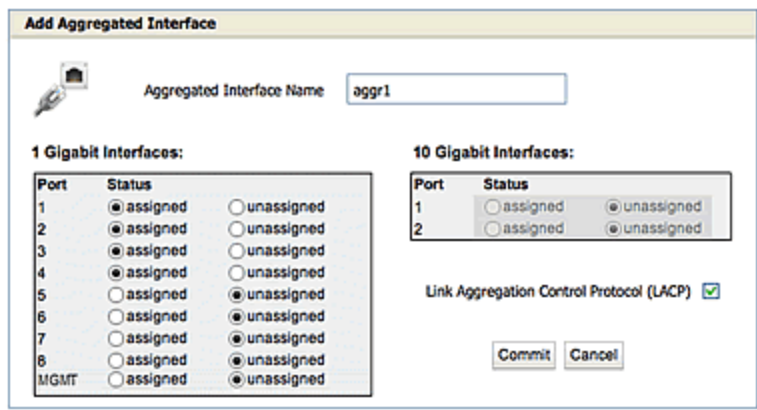 Add Aggregated Interface
Aggregated Interface Name aggr1
1 Gigabit Interfaces:
Port Status
1 assigned unassigned
2 assigned unassigned
3 assigned unassigned
4 assigned unassigned
5 assigned unassigned
6 assigned unassigned
7 assigned unassigned
8 assigned unassigned
MGMT assigned unassigned
10 Gigabit Interfaces:
Port Status
1 assigned unassigned
2 assigned unassigned
Link Aggregation Control Protocol (LACP)
Commit Cancel